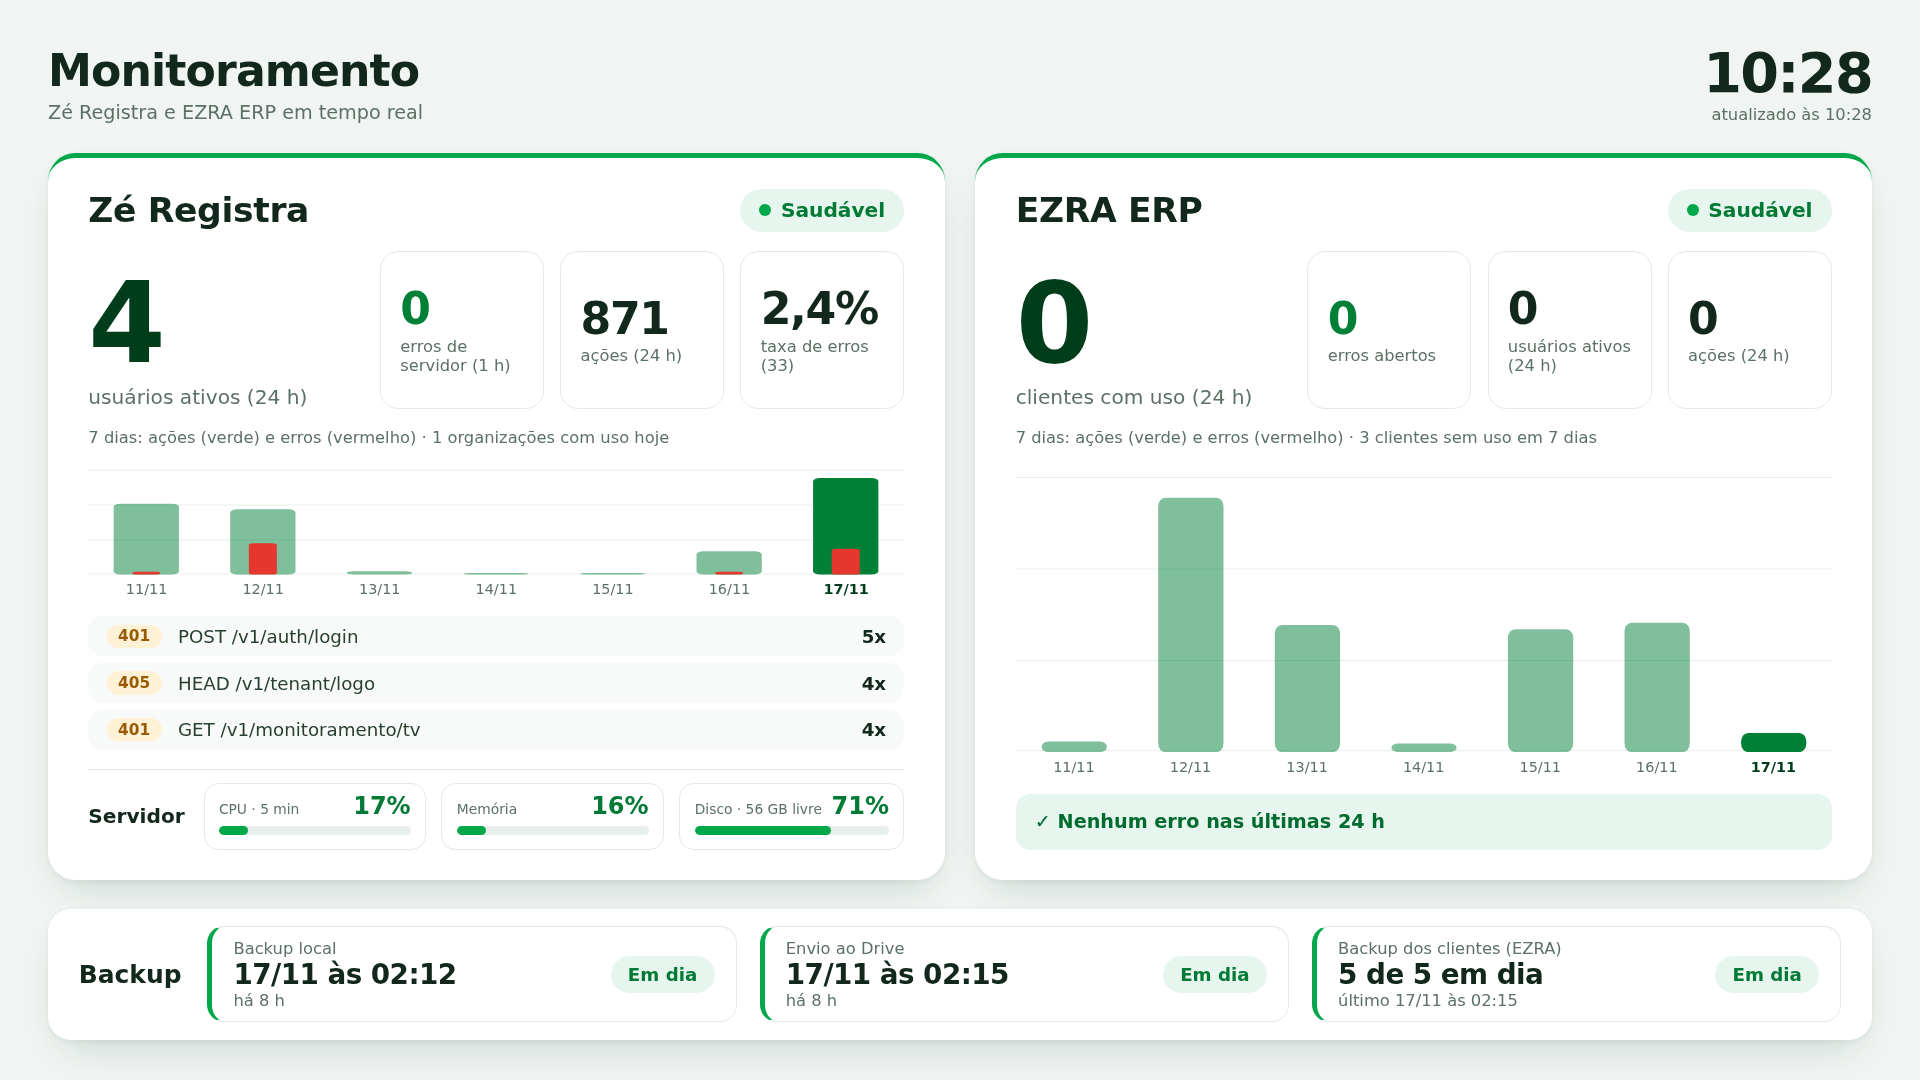 Monitoramento
Zé Registra e EZRA ERP em tempo real
10:28
atualizado às 10:28
Zé Registra
Saudável
4
usuários ativos (24 h)
0
erros de
servidor (1 h)
871
ações (24 h)
2,4%
taxa de erros
(33)
7 dias: ações (verde) e erros (vermelho) · 1 organizações com uso hoje
11/11
12/11
13/11
14/11
15/11
16/11
17/11
401 POST /v1/auth/login 5x
405 HEAD /v1/tenant/logo 4x
401 GET /v1/monitoramento/tv 4x
Servidor
CPU · 5 min 17%
Memória 16%
Disco · 56 GB livre 71%
EZRA ERP
Saudável
0
clientes com uso (24 h)
0
erros abertos
0
usuários ativos
(24 h)
0
ações (24 h)
7 dias: ações (verde) e erros (vermelho) · 3 clientes sem uso em 7 dias
11/11
12/11
13/11
14/11
15/11
16/11
17/11
✓ Nenhum erro nas últimas 24 h
Backup
Backup local
17/11 às 02:12
há 8 h
Em dia
Envio ao Drive
17/11 às 02:15
há 8 h
Em dia
Backup dos clientes (EZRA)
5 de 5 em dia
último 17/11 às 02:15
Em dia